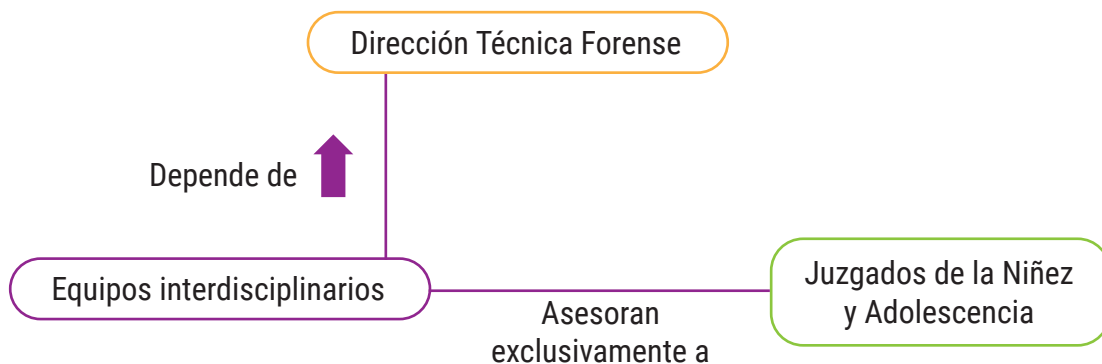 Dirección Técnica Forense
Depende de
Equipos interdisciplinarios
Asesoran
exclusivamente a
Juzgados de la Niñez
y Adolescencia